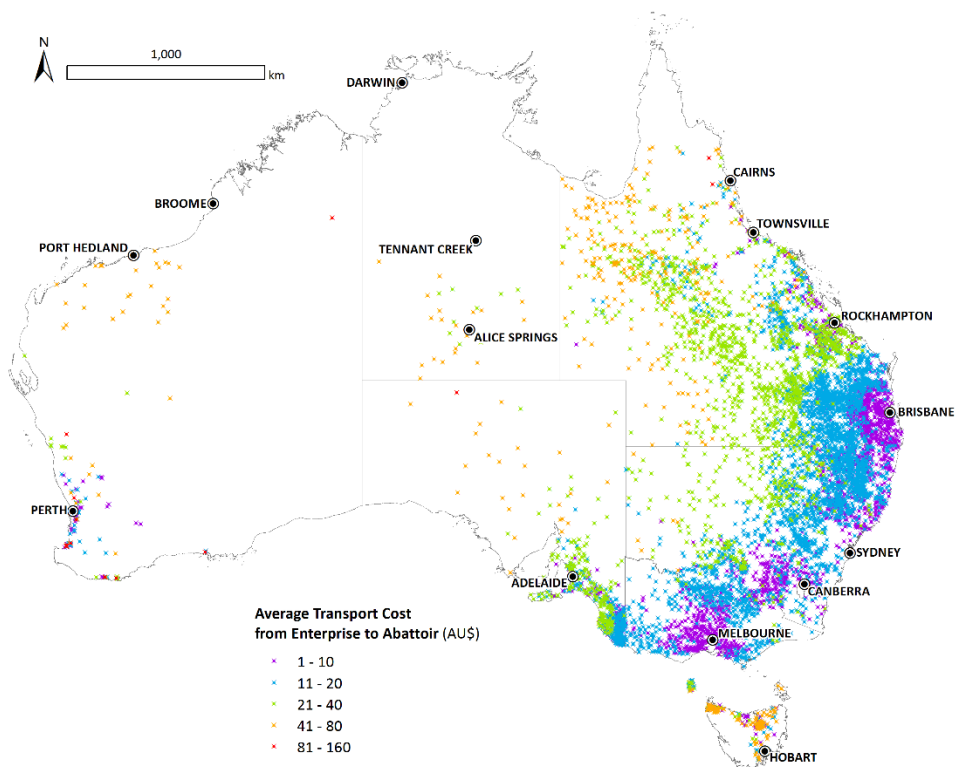 N
1,000
km
DARWIN
CAIRNS
BROOME
TOWNSVILLE
TENNANT CREEK
PORT HEDLAND
ROCKHAMPTON
ALICE SPRINGS
BRISBANE
PERTH
SYDNEY
ADELAIDE
CANBERRA
Average Transport Cost
from Enterprise to Abattoir (AU$)
MELBOURNE
1 - 10
11 - 20
21 - 40
41 - 80
81 - 160
HOBART